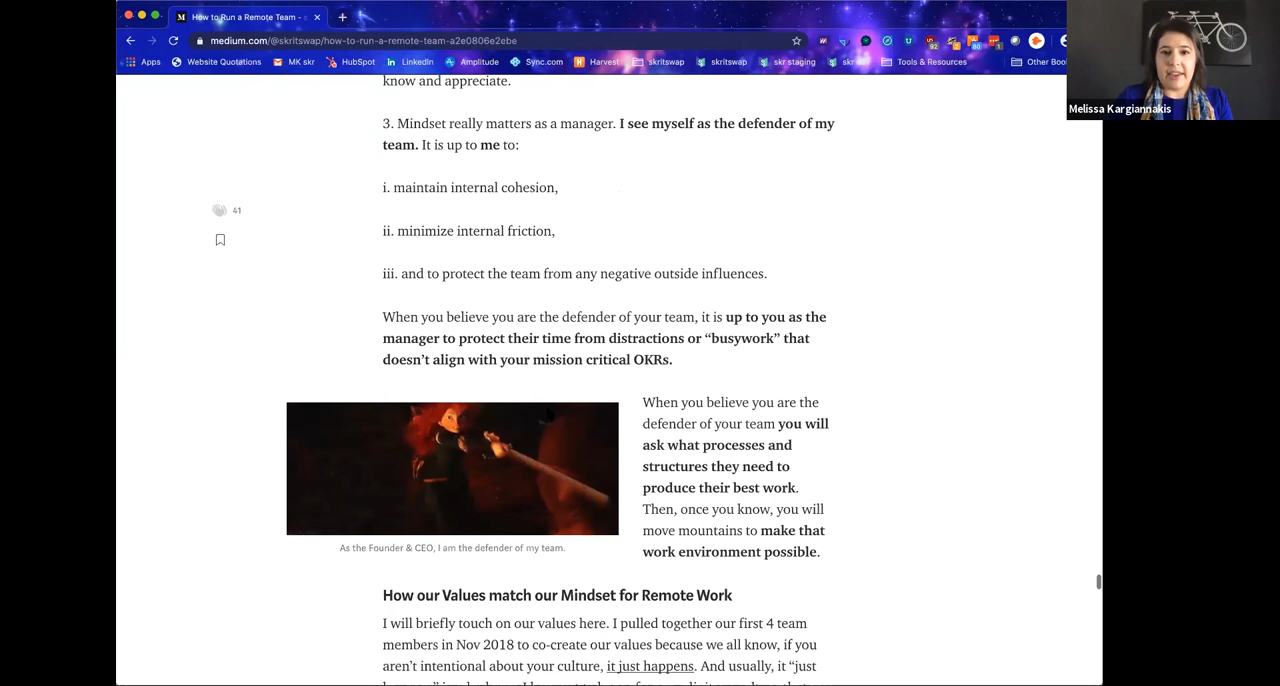 How to Run a Remote Team -
medium.com/@skritswap/how-to-run-a-remote-team-a2e0806e2ebe
92
80
1
Apps
Website Quotations
MK skr
HubSpot
LinkedIn
Amplitude
Sync.com
Harvest
skritswap
skritswap
skr staging
Tools & Resources
Other Boo
Melissa Kargiannakis
know and appreciate.
3. Mindset really matters as a manager. I see myself as the defender of my
team. It is up to me to:
i. maintain internal cohesion,
41
ii. minimize internal friction,
iii. and to protect the team from any negative outside influences.
When you believe you are the defender of your team, it is up to you as the
manager to protect their time from distractions or “busywork” that
doesn’t align with your mission critical OKRs.
When you believe you are the
defender of your team you will
ask what processes and
structures they need to
produce their best work.
Then, once you know, you will
move mountains to make that
work environment possible.
As the Founder & CEO, I am the defender of my team.
How our Values match our Mindset for Remote Work
I will briefly touch on our values here. I pulled together our first 4 team
members in Nov 2018 to co-create our values because we all know, if you
aren’t intentional about your culture, it just happens. And usually, it “just